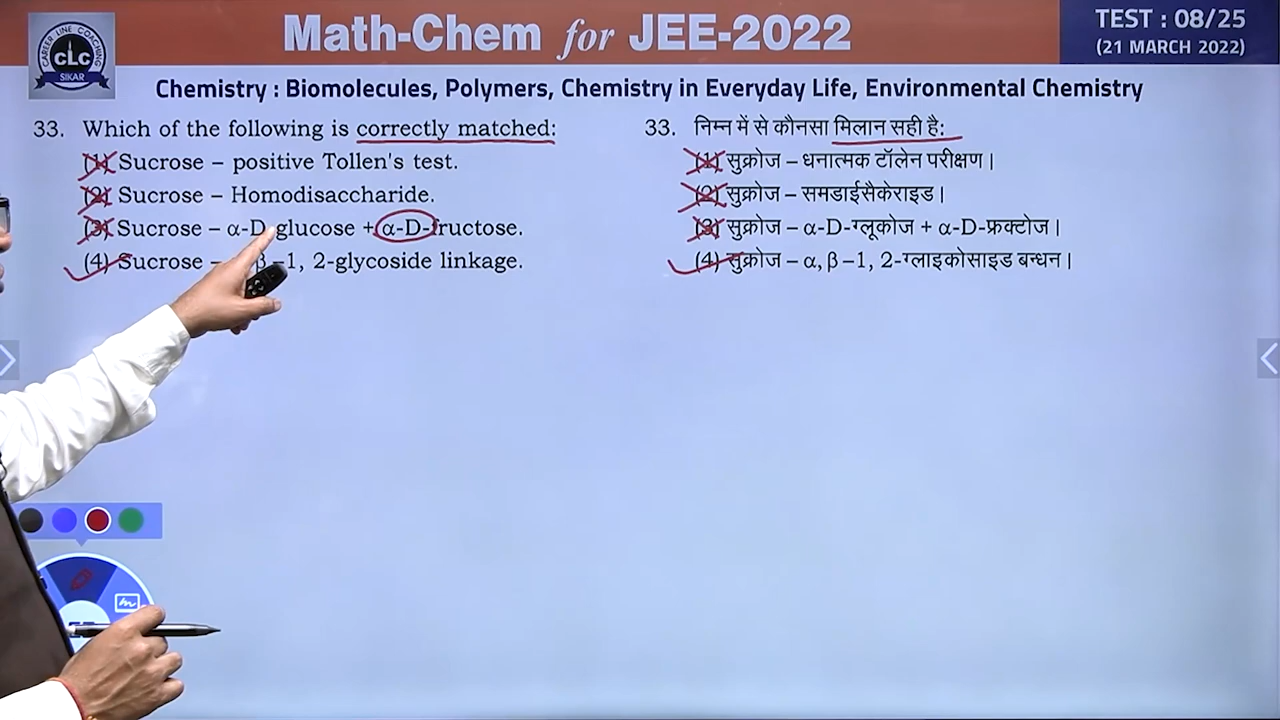 Math-Chem for JEE-2022
TEST : 08/25
(21 MARCH 2022)
CAREER LINE COACHING
CLC
SIKAR
Chemistry : Biomolecules, Polymers, Chemistry in Everyday Life, Environmental Chemistry
33. Which of the following is correctly matched:
(1) Sucrose – positive Tollen's test.
(2) Sucrose – Homodisaccharide.
(3) Sucrose – α-D-glucose + α-D-fructose.
(4) Sucrose – β–1, 2-glycoside linkage.
33. निम्न में से कौनसा मिलान सही है:
(1) सुक्रोज – धनात्मक टॉलेन परीक्षण।
(2) सुक्रोज – समडाईसैकेराइड।
(3) सुक्रोज – α-D-ग्लूकोज + α-D-फ्रक्टोज।
(4) सुक्रोज – α, β–1, 2-ग्लाइकोसाइड बन्धन।